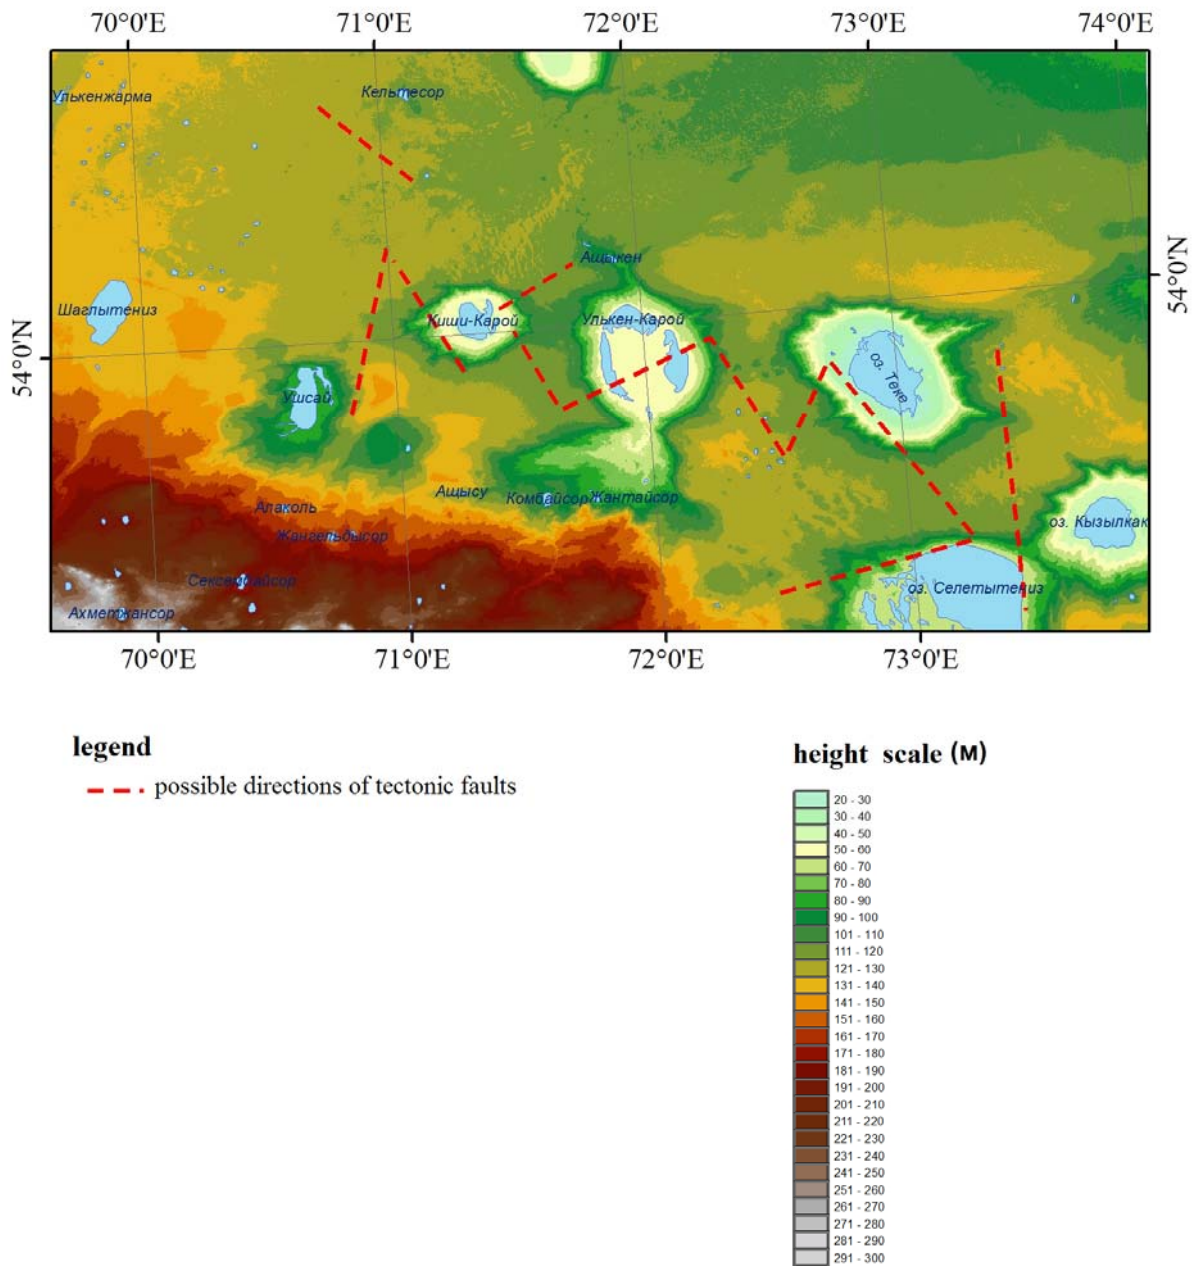 70°0'E 71°0'E 72°0'E 73°0'E 74°0'E
Улькенжарма
Кельтесор
Ащыкен
54°0'N
Шаглытениз
Киши-Карой
Улькен-Карой
54°0'N
оз. Теке
Ушсай
Ащысу
Комбайсор
Жантайсор
Алаколь
оз. Кызылкак
Жангельдысор
Сексембайсор
оз. Селетытениз
Ахметжансор
70°0'E 71°0'E 72°0'E 73°0'E
legend
possible directions of tectonic faults
height scale (м)
20 - 30
30 - 40
40 - 50
50 - 60
60 - 70
70 - 80
80 - 90
90 - 100
101 - 110
111 - 120
121 - 130
131 - 140
141 - 150
151 - 160
161 - 170
171 - 180
181 - 190
191 - 200
201 - 210
211 - 220
221 - 230
231 - 240
241 - 250
251 - 260
261 - 270
271 - 280
281 - 290
291 - 300